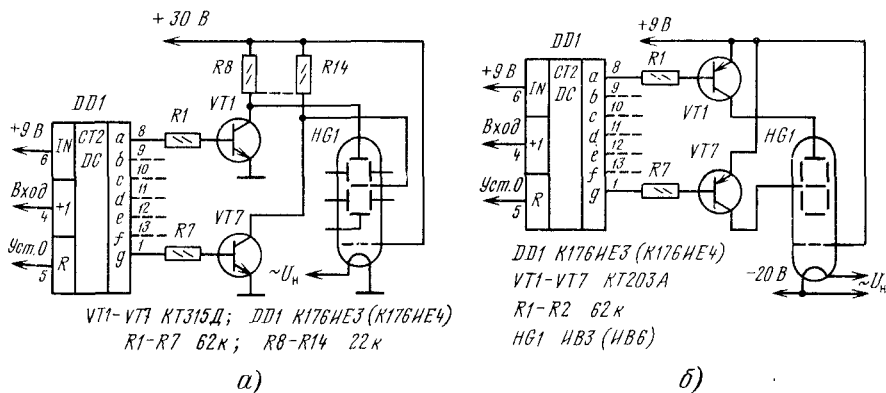 +30 В
R8
R14
DD1
R1
VT1
+9 В
6
IN
СТ2
DC
a
8
b
9
c
10
d
11
e
12
f
13
g
1
Вход
4
+1
Уст.0
5
R
R7
VT7
HG1
~Uн
VT1-VT7 КТ315Д; DD1 К176ИЕ3 (К176ИЕ4)
R1-R7 62к; R8-R14 22к
а)
+9 В
DD1
R1
+9 В
6
IN
СТ2
DC
a
8
b
9
c
10
d
11
e
12
f
13
g
1
VT1
HG1
Вход
4
+1
VT7
Уст.0
5
R
R7
DD1 К176ИЕ3 (К176ИЕ4)
VT1-VT7 КТ203А
R1-R2 62к
HG1 ИВ3 (ИВ6)
-20 В
~Uн
б)